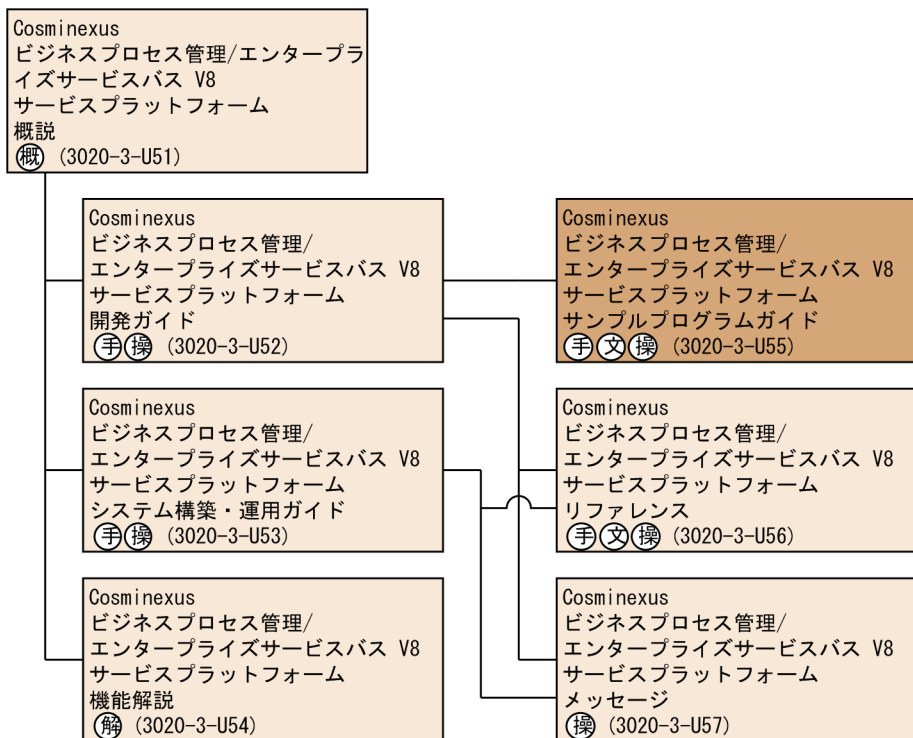 Cosminexus
ビジネスプロセス管理/エンタープラ
イズサービスバス V8
サービスプラットフォーム
概説
概 (3020-3-U51)
Cosminexus
ビジネスプロセス管理/
エンタープライズサービスバス V8
サービスプラットフォーム
開発ガイド
手 操 (3020-3-U52)
Cosminexus
ビジネスプロセス管理/
エンタープライズサービスバス V8
サービスプラットフォーム
サンプルプログラムガイド
手 文 操 (3020-3-U55)
Cosminexus
ビジネスプロセス管理/
エンタープライズサービスバス V8
サービスプラットフォーム
システム構築・運用ガイド
手 操 (3020-3-U53)
Cosminexus
ビジネスプロセス管理/
エンタープライズサービスバス V8
サービスプラットフォーム
リファレンス
手 文 操 (3020-3-U56)
Cosminexus
ビジネスプロセス管理/
エンタープライズサービスバス V8
サービスプラットフォーム
機能解説
解 (3020-3-U54)
Cosminexus
ビジネスプロセス管理/
エンタープライズサービスバス V8
サービスプラットフォーム
メッセージ
操 (3020-3-U57)